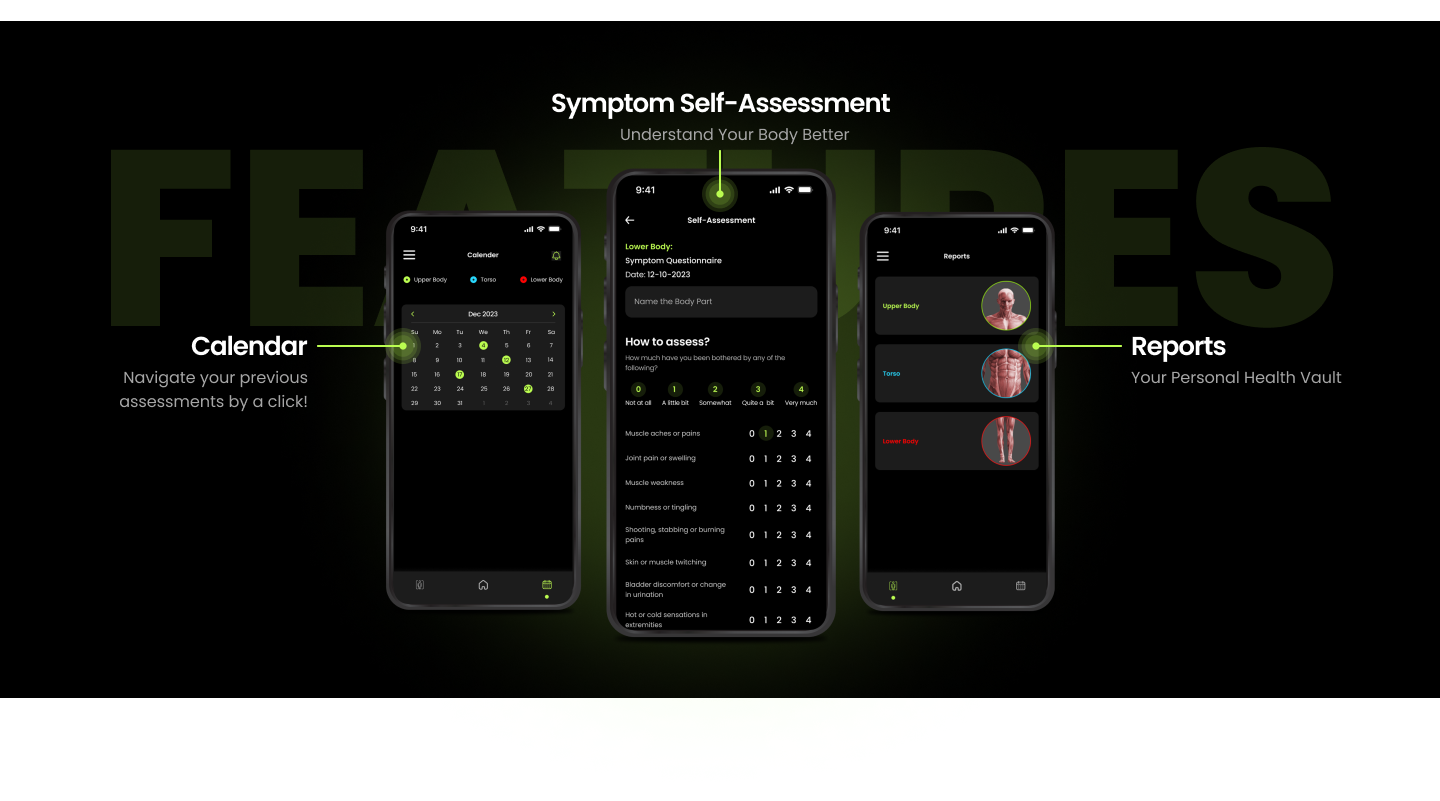 Symptom Self-Assessment
Understand Your Body Better
FEATURES
Calendar
Navigate your previous
assessments by a click!
9:41
Calender
Upper Body Torso Lower Body
Dec 2023
Su Mo Tu We Th Fr Sa
1 2 3 4 5 6 7
8 9 10 11 12 13 14
15 16 17 18 19 20 21
22 23 24 25 26 27 28
29 30 31 1 2 3 4
9:41
Self-Assessment
Lower Body:
Symptom Questionnaire
Date: 12-10-2023
Name the Body Part
How to assess?
How much have you been bothered by any of the
following?
0 1 2 3 4
Not at all A little bit Somewhat Quite a bit Very much
Muscle aches or pains 0 1 2 3 4
Joint pain or swelling 0 1 2 3 4
Muscle weakness 0 1 2 3 4
Numbness or tingling 0 1 2 3 4
Shooting, stabbing or burning
pains 0 1 2 3 4
Skin or muscle twitching 0 1 2 3 4
Bladder discomfort or change
in urination 0 1 2 3 4
Hot or cold sensations in
extremities 0 1 2 3 4
9:41
Reports
Upper Body
Torso
Lower Body
Reports
Your Personal Health Vault